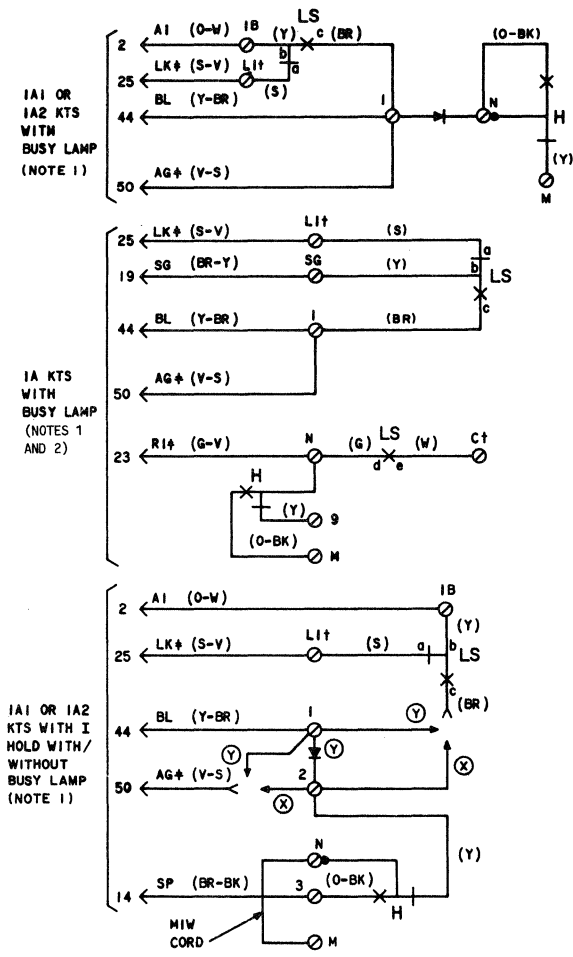 LS
2 A1 (O-W) 1B (Y) c (BR) (O-BK)
b
a
25 LK‡ (S-V) L1† (S)
1A1 OR
1A2 KTS
WITH
BUSY LAMP
(NOTE 1)
44 BL (Y-BR) 1 N H
(Y)
50 AG‡ (V-S) M
25 LK‡ (S-V) L1† (S) a
19 SG (BR-Y) SG (Y) b LS
c
44 BL (Y-BR) 1 (BR)
1A KTS
WITH
BUSY LAMP
(NOTES 1
AND 2)
50 AG‡ (V-S)
23 R1‡ (G-V) N (G) LS (W) C†
d e
H
(Y) 9
(O-BK) M
2 A1 (O-W) 1B
(Y)
25 LK‡ (S-V) L1† (S) a b LS
c
(BR)
1A1 OR 1A2
KTS WITH I
HOLD WITH/
WITHOUT
BUSY LAMP
(NOTE 1)
44 BL (Y-BR) 1 Y
Y Y
50 AG‡ (V-S) X 2 X
N (Y)
14 SP (BR-BK) 3 (O-BK) H
MIW
CORD
M